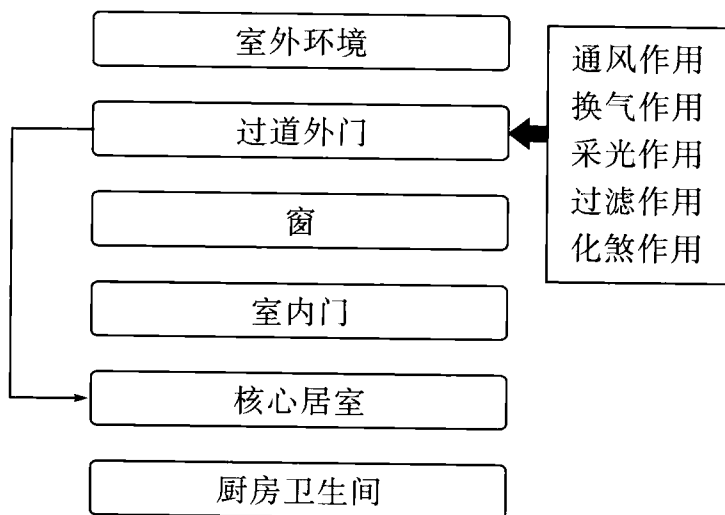 室外环境
过道外门
窗
室内门
核心居室
厨房卫生间
通风作用
换气作用
采光作用
过滤作用
化煞作用